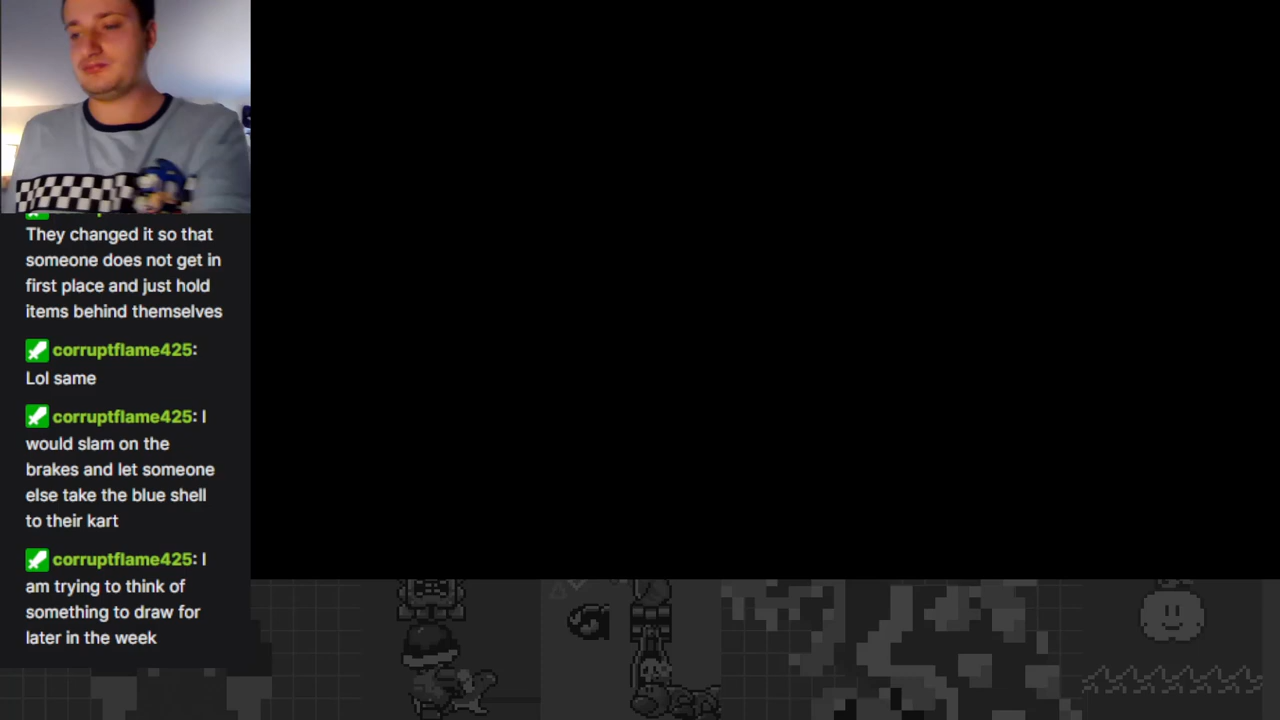 They changed it so that
someone does not get in
first place and just hold
items behind themselves
corruptflame425:
Lol same
corruptflame425: I
would slam on the
brakes and let someone
else take the blue shell
to their kart
corruptflame425: I
am trying to think of
something to draw for
later in the week